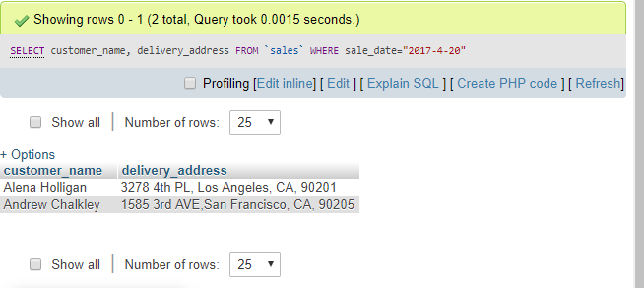 Showing rows 0 - 1 (2 total, Query took 0.0015 seconds.)
SELECT customer_name, delivery_address FROM `sales` WHERE sale_date="2017-4-20"
Profiling [Edit inline] [ Edit ] [ Explain SQL ] [ Create PHP code ] [ Refresh]
Show all | Number of rows: 25
+ Options
customer_name delivery_address
Alena Holligan 3278 4th PL, Los Angeles, CA, 90201
Andrew Chalkley 1585 3rd AVE,San Francisco, CA, 90205
Show all | Number of rows: 25